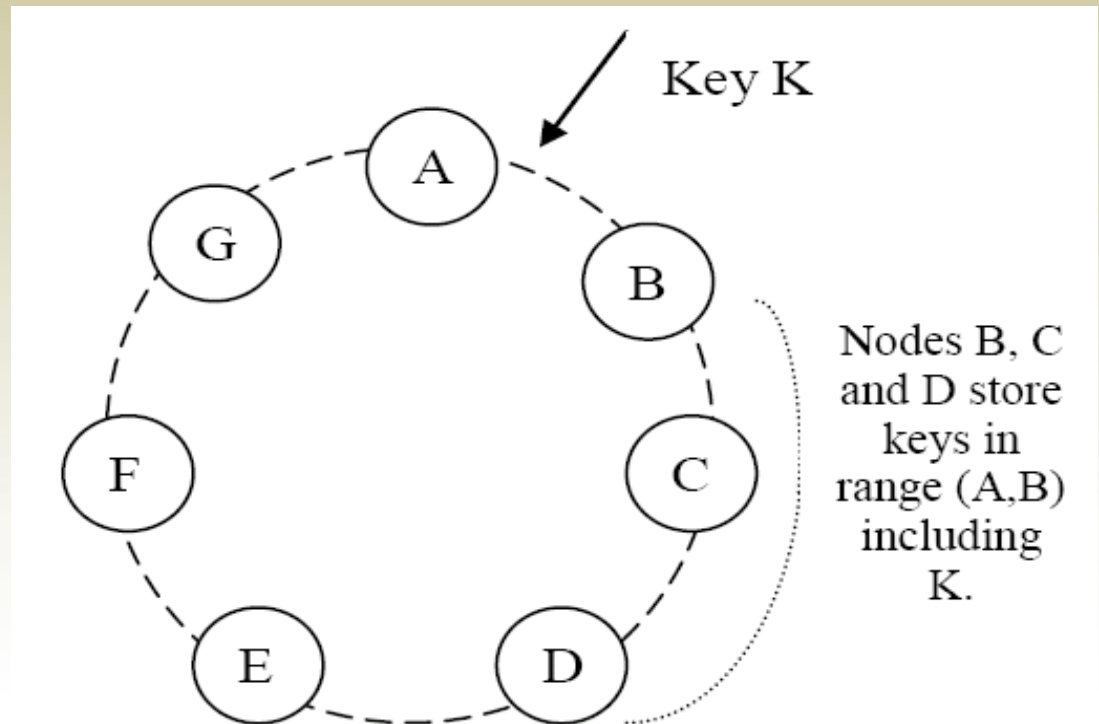 Key K
A
B
C
D
E
F
G
Nodes B, C
and D store
keys in
range (A,B)
including
K.